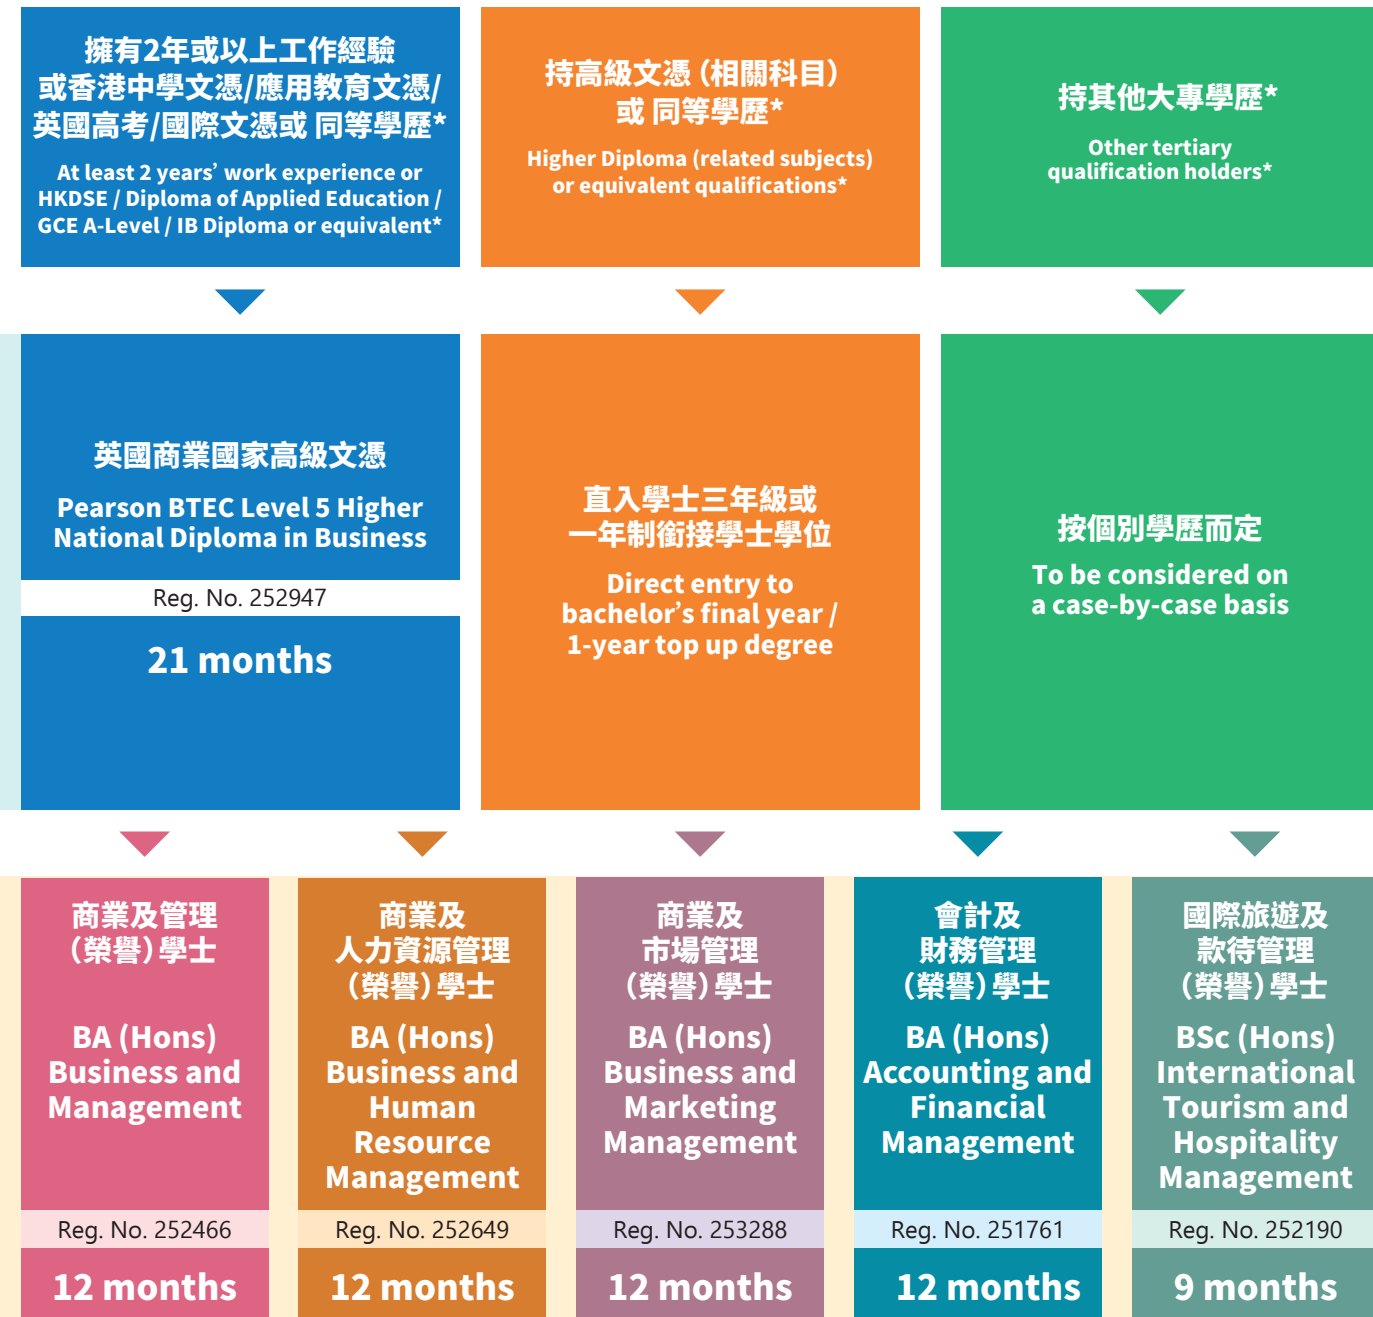 擁有2年或以上工作經驗
或香港中學文憑/應用教育文憑/
英國高考/國際文憑或 同等學歷*
At least 2 years’ work experience or
HKDSE / Diploma of Applied Education /
GCE A-Level / IB Diploma or equivalent*
持高級文憑（相關科目）
或 同等學歷*
Higher Diploma (related subjects)
or equivalent qualifications*
持其他大專學歷*
Other tertiary
qualification holders*
英國商業國家高級文憑
Pearson BTEC Level 5 Higher
National Diploma in Business
Reg. No. 252947
21 months
直入學士三年級或
一年制銜接學士學位
Direct entry to
bachelor’s final year /
1-year top up degree
按個別學歷而定
To be considered on
a case-by-case basis
商業及管理
（榮譽）學士
BA (Hons)
Business and
Management
Reg. No. 252466
12 months
商業及
人力資源管理
（榮譽）學士
BA (Hons)
Business and
Human
Resource
Management
Reg. No. 252649
12 months
商業及
市場管理
（榮譽）學士
BA (Hons)
Business and
Marketing
Management
Reg. No. 253288
12 months
會計及
財務管理
（榮譽）學士
BA (Hons)
Accounting and
Financial
Management
Reg. No. 251761
12 months
國際旅遊及
款待管理
（榮譽）學士
BSc (Hons)
International
Tourism and
Hospitality
Management
Reg. No. 252190
9 months